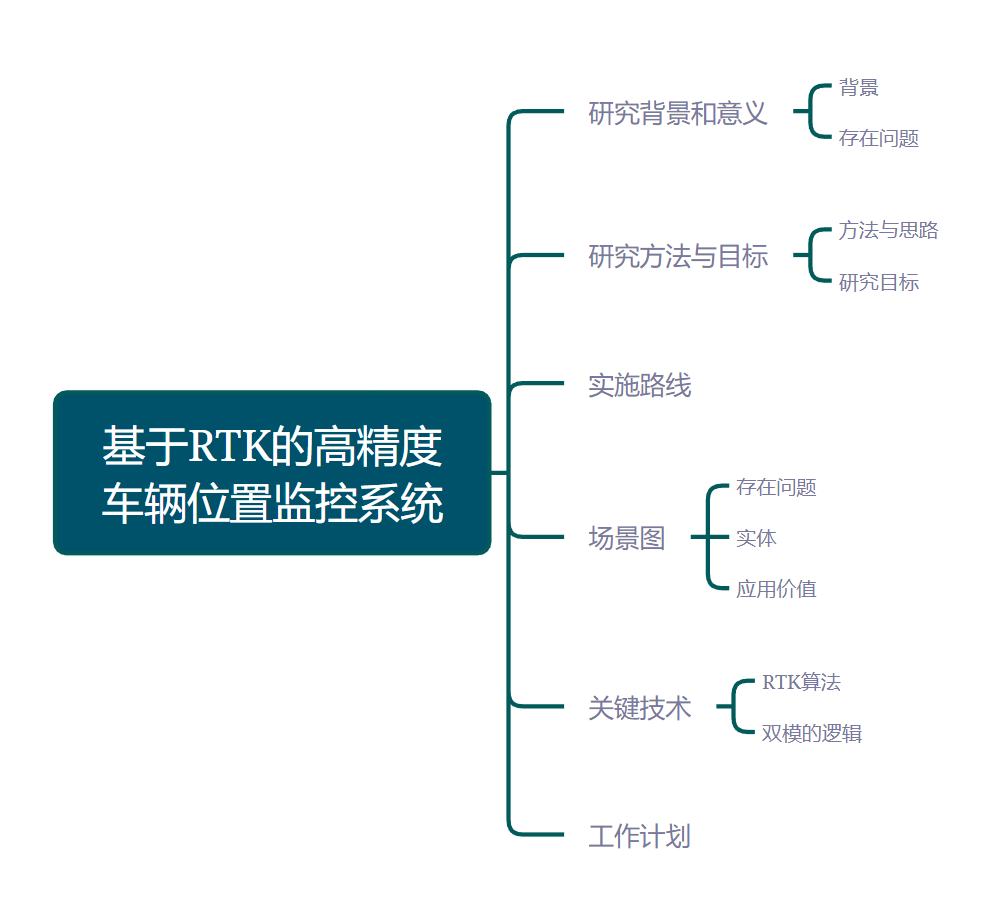 基于RTK的高精度
车辆位置监控系统
研究背景和意义
背景
存在问题
研究方法与目标
方法与思路
研究目标
实施路线
场景图
存在问题
实体
应用价值
关键技术
RTK算法
双模的逻辑
工作计划